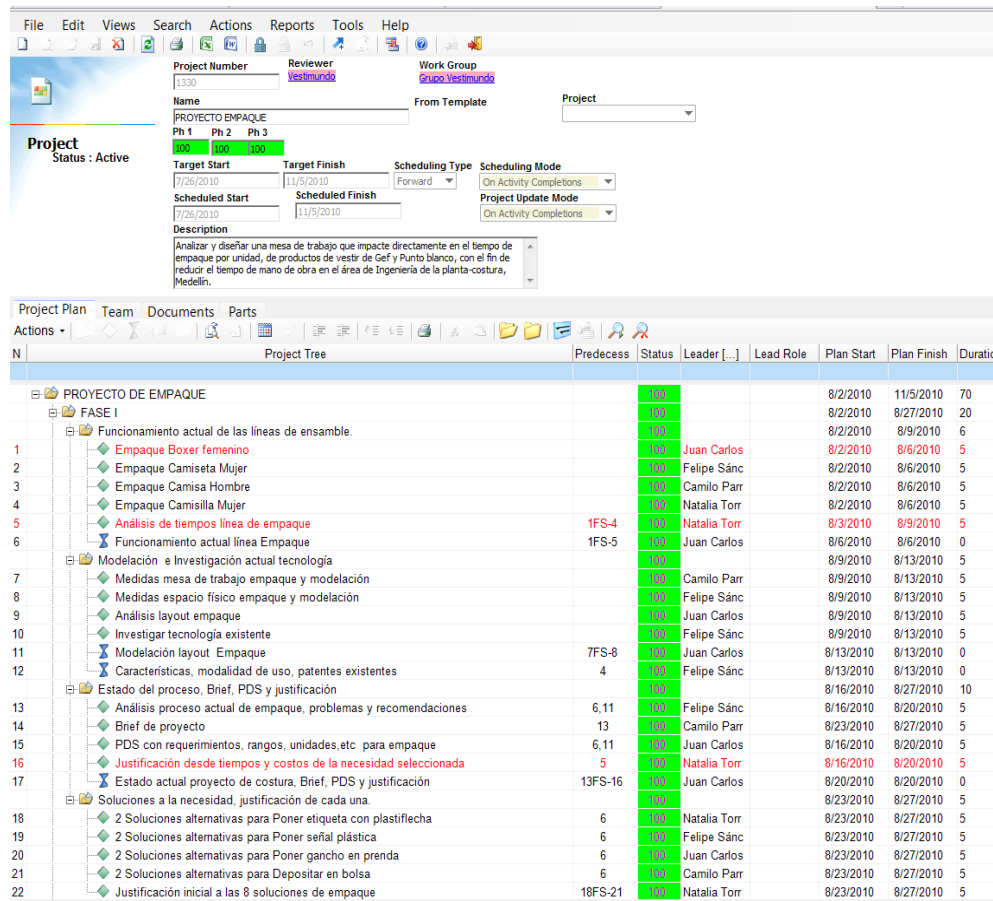 File Edit Views Search Actions Reports Tools Help
Project Number Reviewer Work Group
1330 Vestimundo Grupo Vestimundo
Name From Template Project
PROYECTO EMPAQUE
Ph 1 Ph 2 Ph 3
100 100 100
Project
Status : Active
Target Start Target Finish Scheduling Type Scheduling Mode
7/26/2010 11/5/2010 Forward On Activity Completions
Scheduled Start Scheduled Finish Project Update Mode
7/26/2010 11/5/2010 On Activity Completions
Description
Analizar y diseñar una mesa de trabajo que impacte directamente en el tiempo de
empaque por unidad, de productos de vestir de Gef y Punto blanco, con el fin de
reducir el tiempo de mano de obra en el área de Ingeniería de la planta-costura,
Medellín.
Project Plan Team Documents Parts
Actions
N Project Tree Predecess Status Leader [...] Lead Role Plan Start Plan Finish Duratio
PROYECTO DE EMPAQUE 100 8/2/2010 11/5/2010 70
FASE I 100 8/2/2010 8/27/2010 20
Funcionamiento actual de las líneas de ensamble. 100 8/2/2010 8/9/2010 6
1 Empaque Boxer femenino 100 Juan Carlos 8/2/2010 8/6/2010 5
2 Empaque Camiseta Mujer 100 Felipe Sánc 8/2/2010 8/6/2010 5
3 Empaque Camisa Hombre 100 Camilo Parr 8/2/2010 8/6/2010 5
4 Empaque Camisilla Mujer 100 Natalia Torr 8/2/2010 8/6/2010 5
5 Análisis de tiempos línea de empaque 1FS-4 100 Natalia Torr 8/3/2010 8/9/2010 5
6 Funcionamiento actual línea Empaque 1FS-5 100 Juan Carlos 8/6/2010 8/6/2010 0
Modelación e Investigación actual tecnología 100 8/9/2010 8/13/2010 5
7 Medidas mesa de trabajo empaque y modelación 100 Camilo Parr 8/9/2010 8/13/2010 5
8 Medidas espacio físico empaque y modelación 100 Felipe Sánc 8/9/2010 8/13/2010 5
9 Análisis layout empaque 100 Juan Carlos 8/9/2010 8/13/2010 5
10 Investigar tecnología existente 100 Felipe Sánc 8/9/2010 8/13/2010 5
11 Modelación layout Empaque 7FS-8 100 Juan Carlos 8/13/2010 8/13/2010 0
12 Características, modalidad de uso, patentes existentes 4 100 Felipe Sánc 8/13/2010 8/13/2010 0
Estado del proceso, Brief, PDS y justificación 100 8/16/2010 8/27/2010 10
13 Análisis proceso actual de empaque, problemas y recomendaciones 6,11 100 Felipe Sánc 8/16/2010 8/20/2010 5
14 Brief de proyecto 13 100 Camilo Parr 8/23/2010 8/27/2010 5
15 PDS con requerimientos, rangos, unidades,etc para empaque 6,11 100 Juan Carlos 8/16/2010 8/20/2010 5
16 Justificación desde tiempos y costos de la necesidad seleccionada 5 100 Natalia Torr 8/16/2010 8/20/2010 5
17 Estado actual proyecto de costura, Brief, PDS y justificación 13FS-16 100 Juan Carlos 8/20/2010 8/20/2010 0
Soluciones a la necesidad, justificación de cada una. 100 8/23/2010 8/27/2010 5
18 2 Soluciones alternativas para Poner etiqueta con plastiflecha 6 100 Natalia Torr 8/23/2010 8/27/2010 5
19 2 Soluciones alternativas para Poner señal plástica 6 100 Felipe Sánc 8/23/2010 8/27/2010 5
20 2 Soluciones alternativas para Poner gancho en prenda 6 100 Juan Carlos 8/23/2010 8/27/2010 5
21 2 Soluciones alternativas para Depositar en bolsa 6 100 Camilo Parr 8/23/2010 8/27/2010 5
22 Justificación inicial a las 8 soluciones de empaque 18FS-21 100 Natalia Torr 8/23/2010 8/27/2010 5